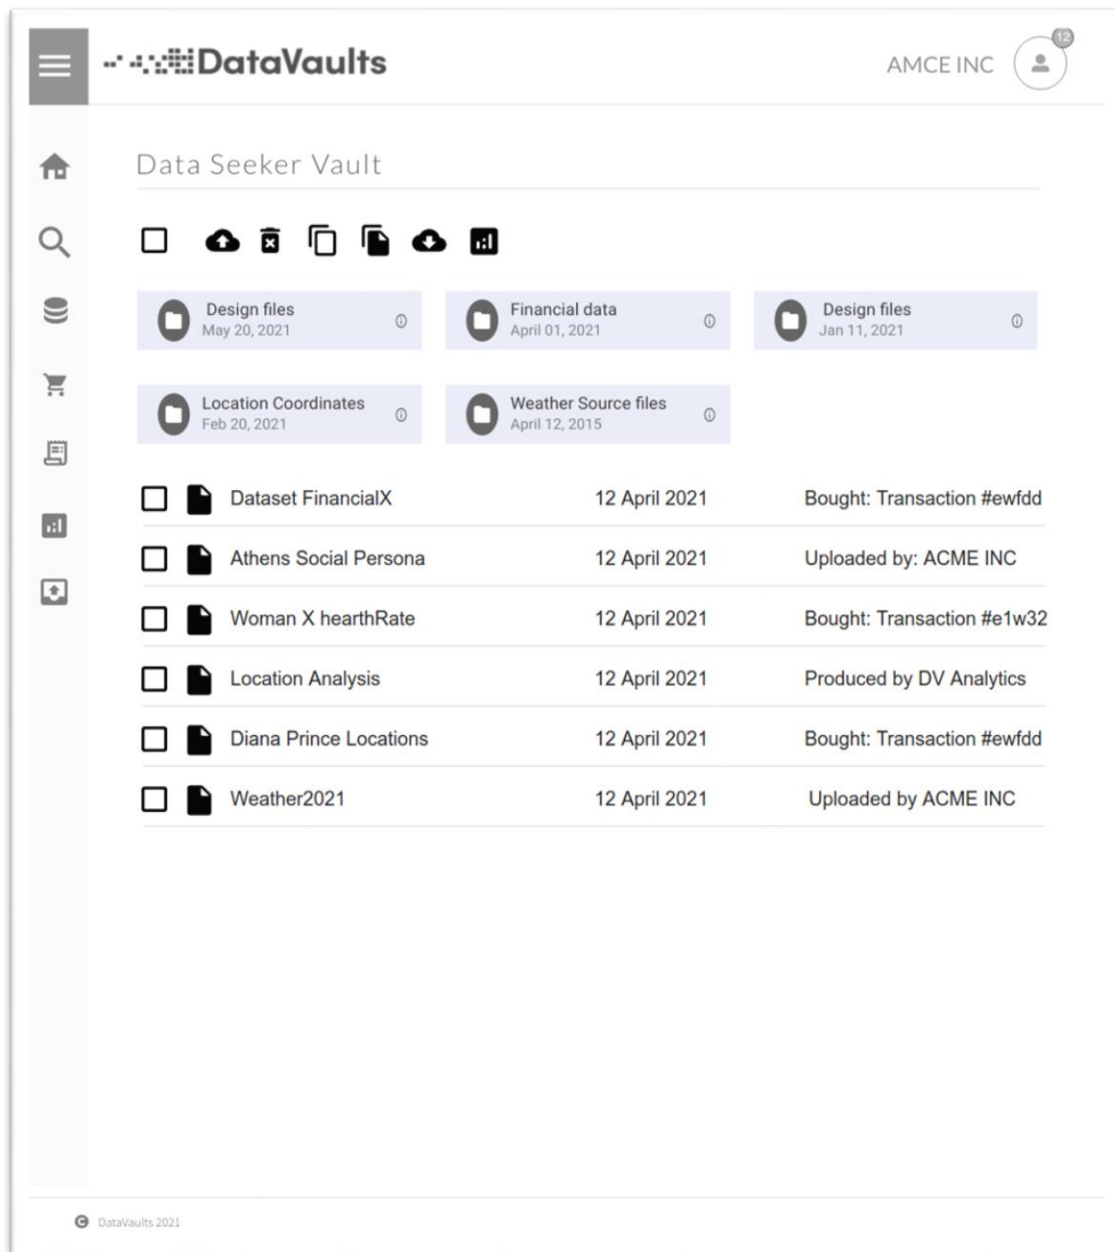 DataVaults
AMCE INC
12
Data Seeker Vault
Design files
May 20, 2021
Financial data
April 01, 2021
Design files
Jan 11, 2021
Location Coordinates
Feb 20, 2021
Weather Source files
April 12, 2015
Dataset FinancialX 12 April 2021 Bought: Transaction #ewfdd
Athens Social Persona 12 April 2021 Uploaded by: ACME INC
Woman X hearthRate 12 April 2021 Bought: Transaction #e1w32
Location Analysis 12 April 2021 Produced by DV Analytics
Diana Prince Locations 12 April 2021 Bought: Transaction #ewfdd
Weather2021 12 April 2021 Uploaded by ACME INC
© DataVaults 2021